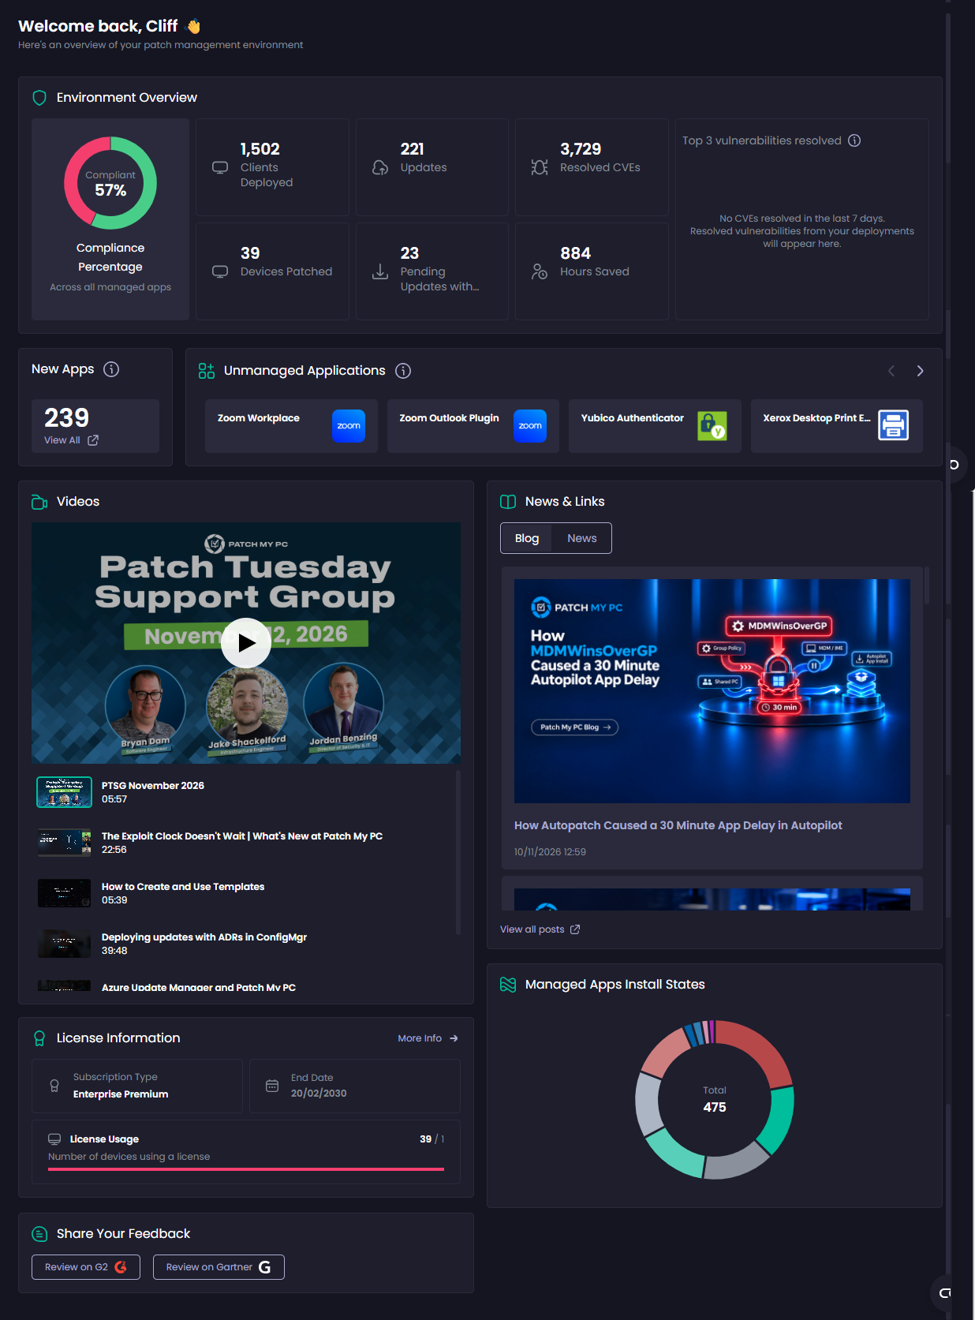 Welcome back, Cliff 👋
Here's an overview of your patch management environment
Environment Overview
Compliant
57%
Compliance
Percentage
Across all managed apps
1,502
Clients
Deployed
221
Updates
3,729
Resolved CVEs
39
Devices Patched
23
Pending
Updates with...
884
Hours Saved
Top 3 vulnerabilities resolved
No CVEs resolved in the last 7 days.
Resolved vulnerabilities from your deployments
will appear here.
New Apps
239
View All
Unmanaged Applications
Zoom Workplace
zoom
Zoom Outlook Plugin
zoom
Yubico Authenticator
y
Xerox Desktop Print E...
Videos
PATCH MY PC
Patch Tuesday
Support Group
November 12, 2026
Bryan Dam
Software Engineer
Jake Shackelford
Infrastructure Engineer
Jordan Benzing
Director of Security & IT
PTSG November 2026
05:57
The Exploit Clock Doesn't Wait | What's New at Patch My PC
22:56
How to Create and Use Templates
05:39
Deploying updates with ADRs in ConfigMgr
39:48
Azure Update Manager and Patch My PC
News & Links
Blog
News
PATCH MY PC
How
MDMWinsOverGP
Caused a 30 Minute
Autopilot App Delay
Patch My PC Blog →
MDMWinsOverGP
Group Policy
MDM / IME
Autopilot
App Install
Shared PC
30 min
How Autopatch Caused a 30 Minute App Delay in Autopilot
10/11/2026 12:59
View all posts
Managed Apps Install States
Total
475
License Information
More Info →
Subscription Type
Enterprise Premium
End Date
20/02/2030
License Usage
39 / 1
Number of devices using a license
Share Your Feedback
Review on G2
Review on Gartner G